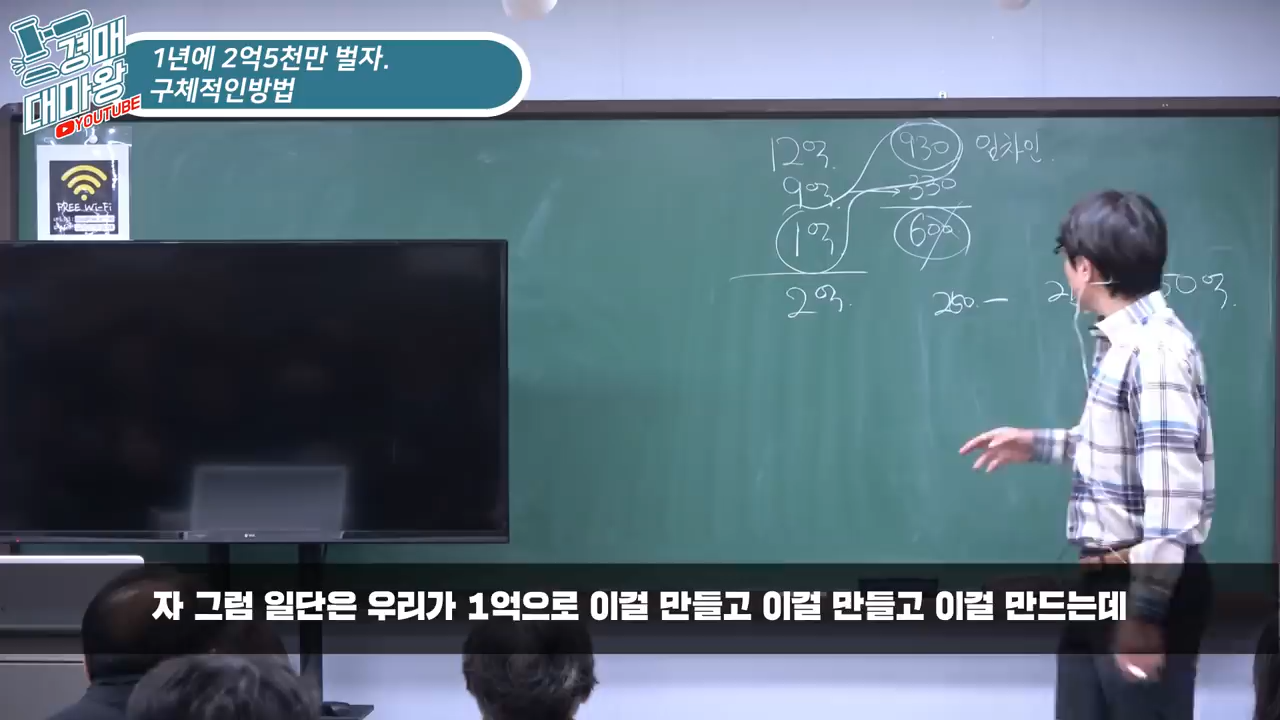 경매
대마왕
YOUTUBE
1년에 2억5천만 벌자.
구체적인방법
FREE Wi-Fi
12억.
9억.
1억
2억.
930 임차인.
330
600
250. -
50억.
자 그럼 일단은 우리가 1억으로 이걸 만들고 이걸 만들고 이걸 만드는데